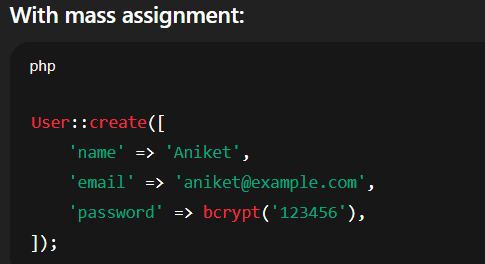 With mass assignment:
php
User::create([
    'name' => 'Aniket',
    'email' => 'aniket@example.com',
    'password' => bcrypt('123456'),
]);